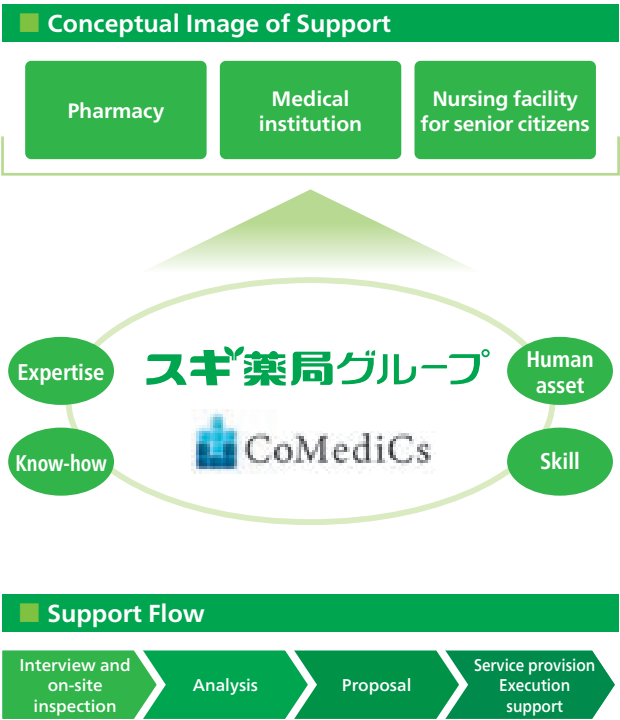 Conceptual Image of Support
Pharmacy
Medical
institution
Nursing facility
for senior citizens
Expertise
スギ薬局グループ
Human
asset
Know-how
CoMediCs
Skill
Support Flow
Interview and
on-site
inspection
Analysis
Proposal
Service provision
Execution
support